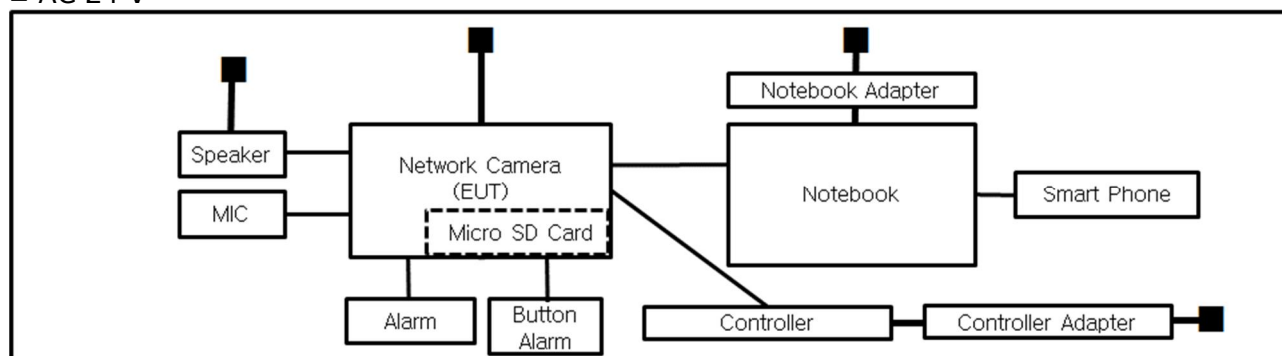 Notebook Adapter
Speaker
Network Camera
(EUT)
Notebook
MIC
Smart Phone
Micro SD Card
Alarm
Button
Alarm
Controller
Controller Adapter